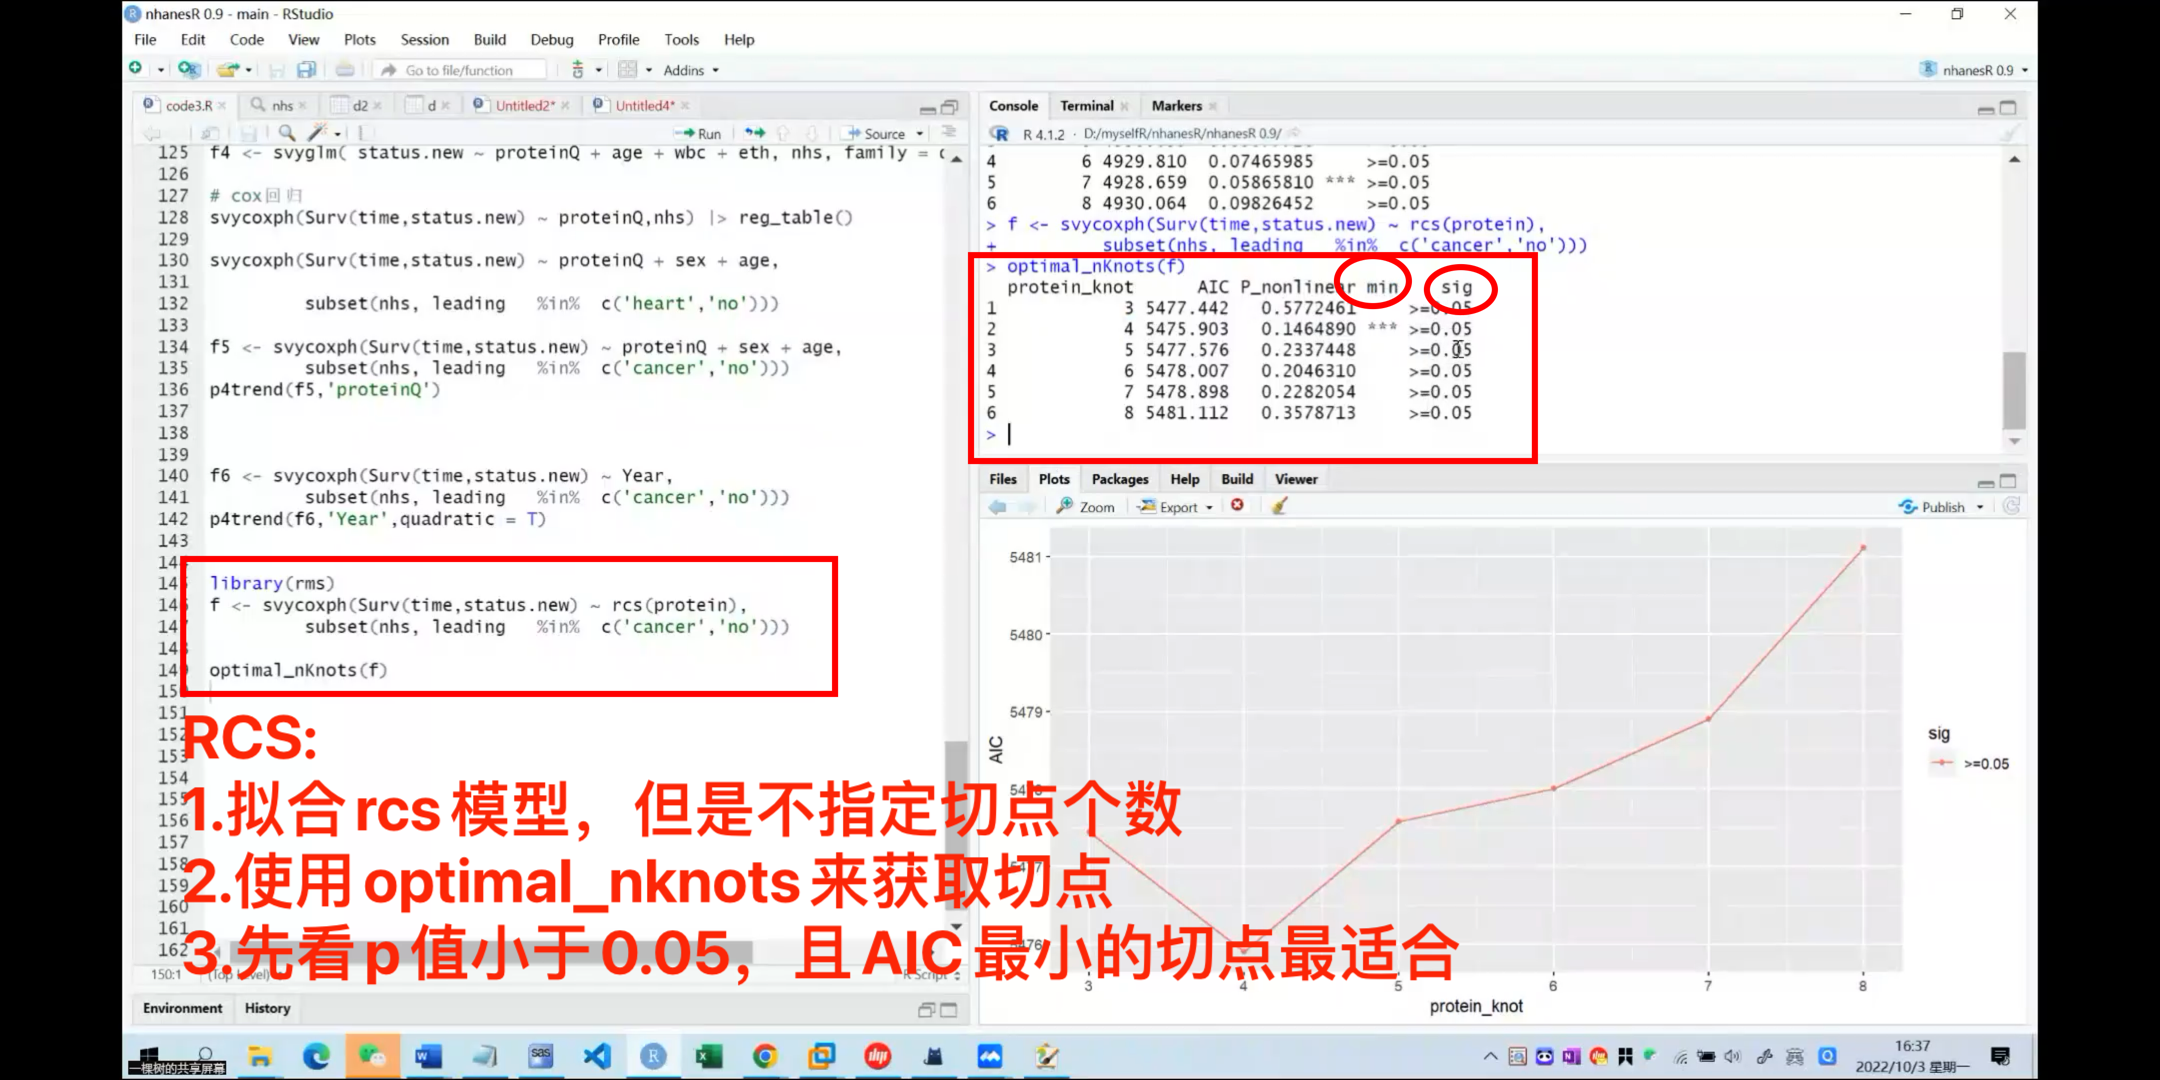 nhanesR 0.9 - main - RStudio
File Edit Code View Plots Session Build Debug Profile Tools Help
Go to file/function Addins nhanesR 0.9
code3.R nhs d2 d Untitled2* Untitled4*
Run Source
125 f4 <- svyglm( status.new ~ proteinQ + age + wbc + eth, nhs, family =
126
127 # cox回归
128 svycoxph(Surv(time,status.new) ~ proteinQ,nhs) |> reg_table()
129
130 svycoxph(Surv(time,status.new) ~ proteinQ + sex + age,
131
132 subset(nhs, leading %in% c('heart','no')))
133
134 f5 <- svycoxph(Surv(time,status.new) ~ proteinQ + sex + age,
135 subset(nhs, leading %in% c('cancer','no')))
136 p4trend(f5,'proteinQ')
137
138
139
140 f6 <- svycoxph(Surv(time,status.new) ~ Year,
141 subset(nhs, leading %in% c('cancer','no')))
142 p4trend(f6,'Year',quadratic = T)
143
14
14 library(rms)
14 f <- svycoxph(Surv(time,status.new) ~ rcs(protein),
14 subset(nhs, leading %in% c('cancer','no')))
14
14 optimal_nKnots(f)
15
151
152
153
154
155
156
157
158
159
160
161
162
RCS:
1.拟合rcs模型，但是不指定切点个数
2.使用optimal_nknots来获取切点
3.先看p值小于0.05，且AIC最小的切点最适合
150:1 (Top Level) R Script
Environment History
Console Terminal Markers
R 4.1.2 · D:/myselfR/nhanesR/nhanesR 0.9/
4 6 4929.810 0.07465985 >=0.05
5 7 4928.659 0.05865810 *** >=0.05
6 8 4930.064 0.09826452 >=0.05
> f <- svycoxph(Surv(time,status.new) ~ rcs(protein),
+ subset(nhs, leading %in% c('cancer','no')))
> optimal_nKnots(f)
protein_knot AIC P_nonlinear min sig
1 3 5477.442 0.5772461 >=0.05
2 4 5475.903 0.1464890 *** >=0.05
3 5 5477.576 0.2337448 >=0.05
4 6 5478.007 0.2046310 >=0.05
5 7 5478.898 0.2282054 >=0.05
6 8 5481.112 0.3578713 >=0.05
>
Files Plots Packages Help Build Viewer
Zoom Export Publish
5481
5480
5479
AIC
sig
>=0.05
3 4 5 6 7 8
protein_knot
一棵树的共享屏幕
16:37
2022/10/3 星期一